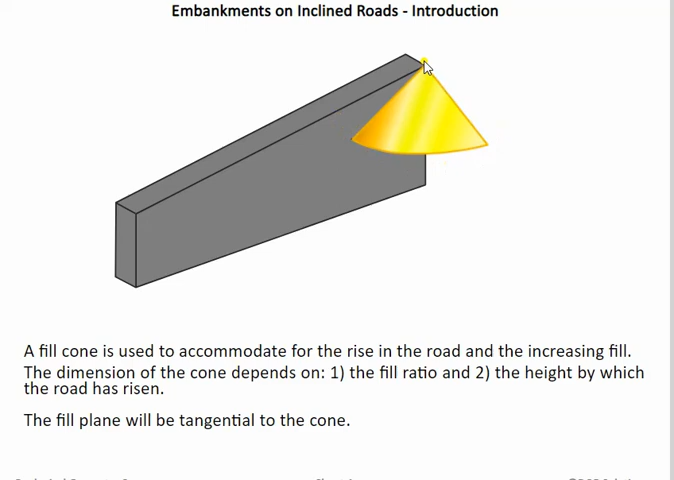 Embankments on Inclined Roads - Introduction
A fill cone is used to accommodate for the rise in the road and the increasing fill.
The dimension of the cone depends on: 1) the fill ratio and 2) the height by which
the road has risen.
The fill plane will be tangential to the cone.